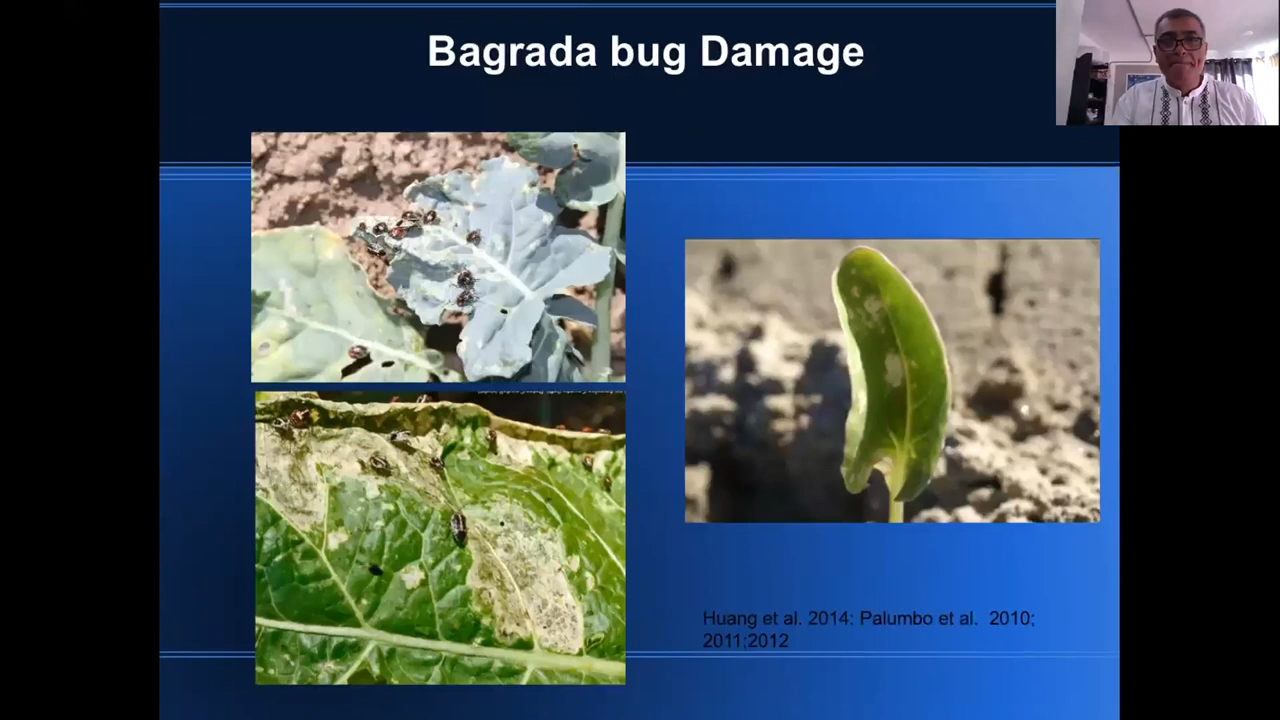 Bagrada bug Damage
Huang et al. 2014: Palumbo et al.  2010;
2011;2012